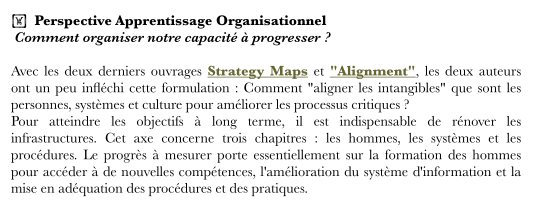 Perspective Apprentissage Organisationnel
Comment organiser notre capacité à progresser ?
Avec les deux derniers ouvrages Strategy Maps et "Alignment", les deux auteurs
ont un peu infléchi cette formulation : Comment "aligner les intangibles" que sont les
personnes, systèmes et culture pour améliorer les processus critiques ?
Pour atteindre les objectifs à long terme, il est indispensable de rénover les
infrastructures. Cet axe concerne trois chapitres : les hommes, les systèmes et les
procédures. Le progrès à mesurer porte essentiellement sur la formation des hommes
pour accéder à de nouvelles compétences, l'amélioration du système d'information et la
mise en adéquation des procédures et des pratiques.